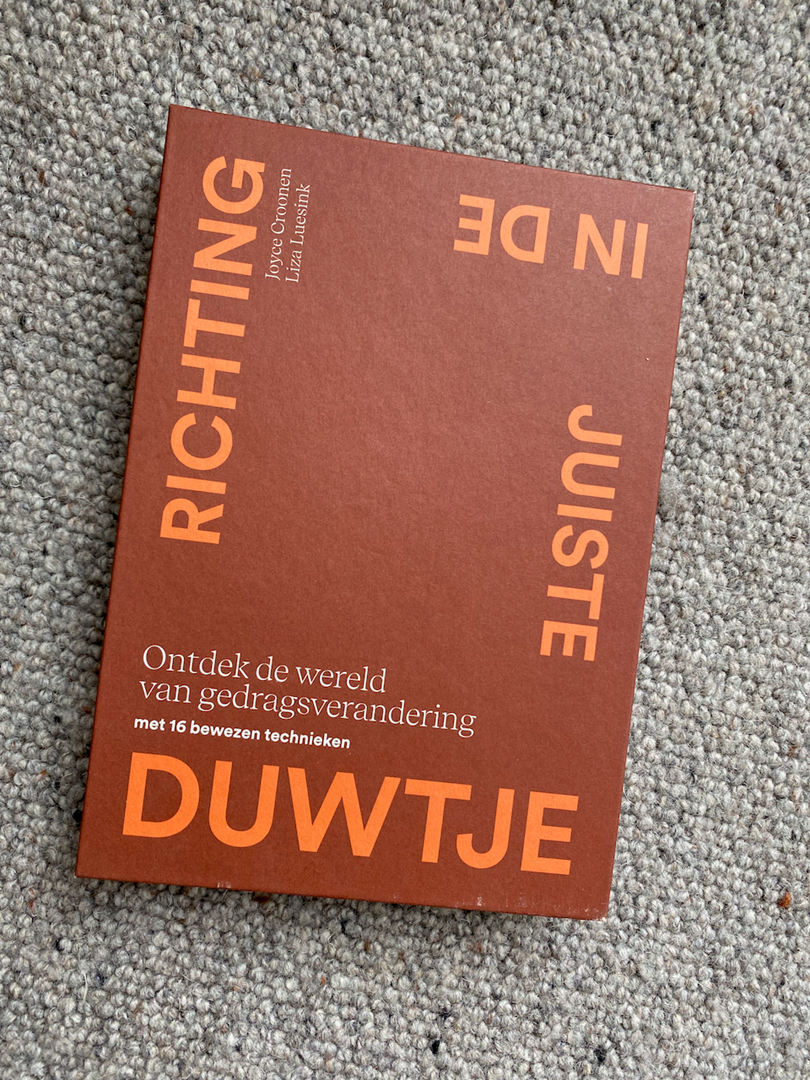 DUWTJE
IN DE
JUISTE
RICHTING
Joyce Croonen
Liza Luesink
Ontdek de wereld
van gedragsverandering
met 16 bewezen technieken